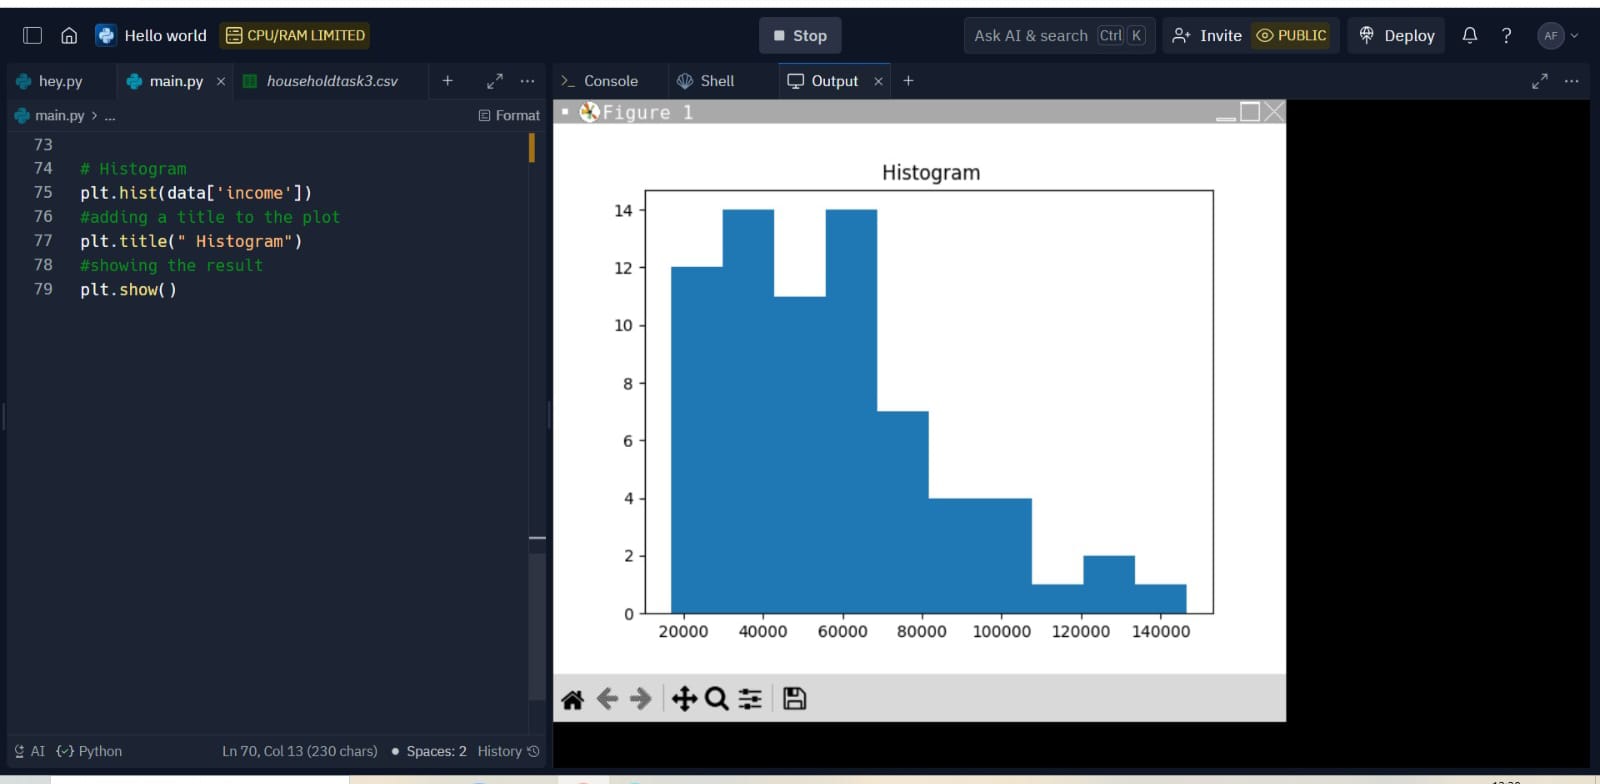 Hello world CPU/RAM LIMITED Stop Ask AI & search Ctrl K Invite PUBLIC Deploy ? AF
hey.py main.py × householdtask3.csv +
main.py > ... Format
73
74 # Histogram
75 plt.hist(data['income'])
76 #adding a title to the plot
77 plt.title(" Histogram")
78 #showing the result
79 plt.show()
AI Python Ln 70, Col 13 (230 chars) Spaces: 2 History
Console Shell Output × +
Figure 1
Histogram
14
12
10
8
6
4
2
0
20000 40000 60000 80000 100000 120000 140000